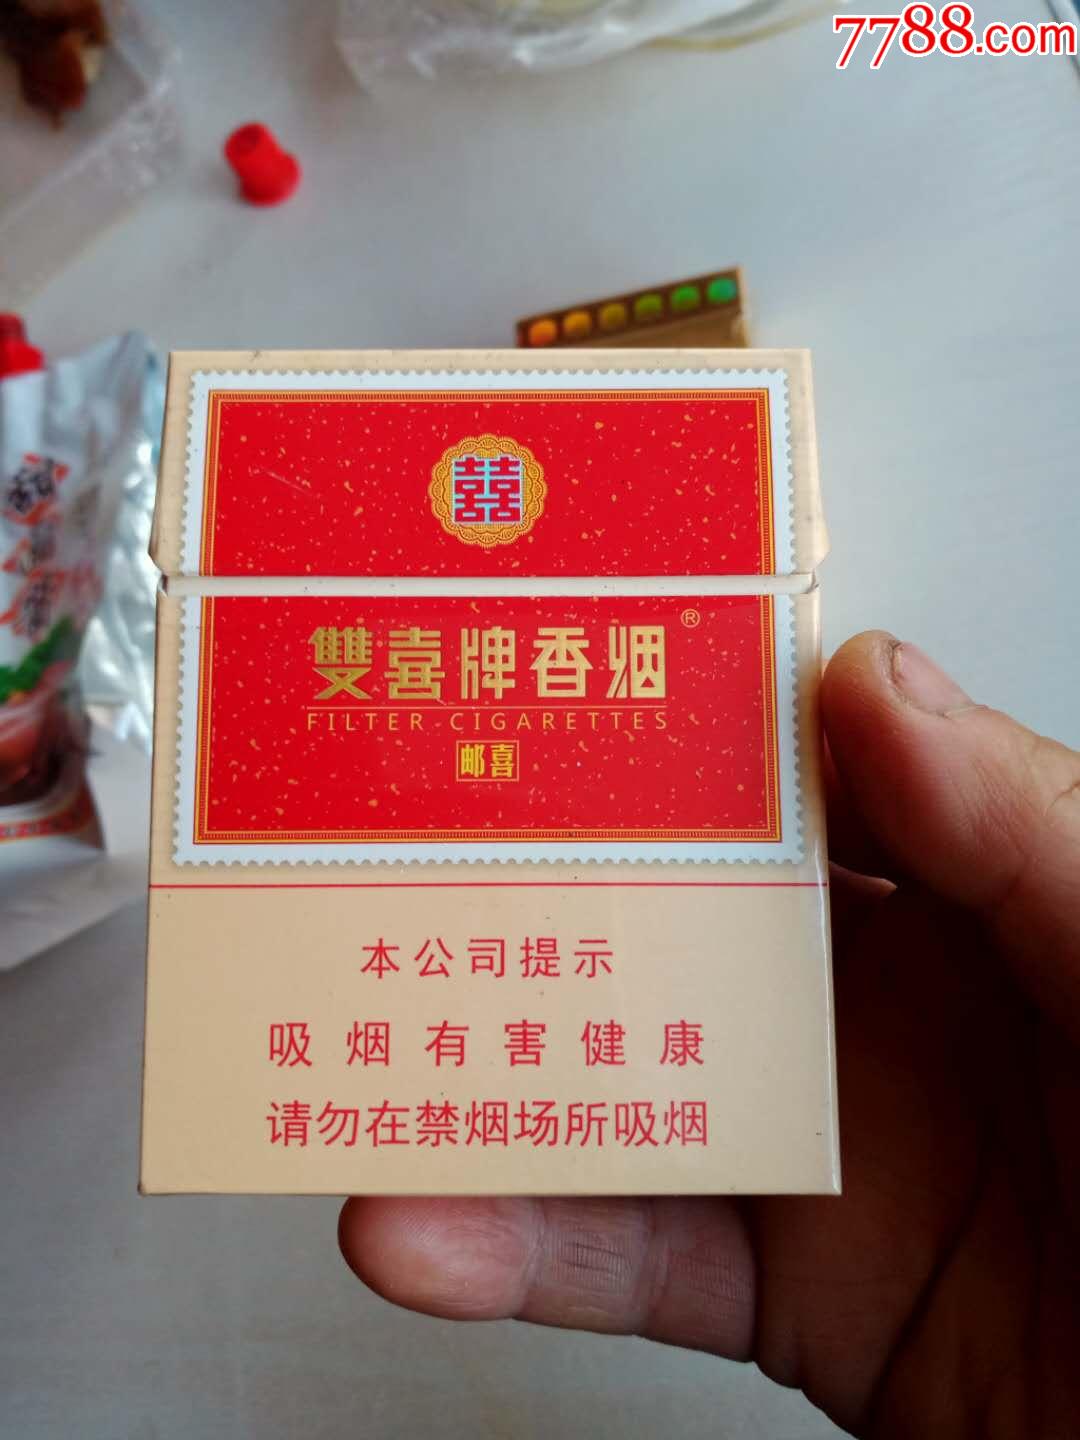 7788.com
囍
雙喜牌香烟®
FILTER CIGARETTES
邮喜
本公司提示
吸烟有害健康
请勿在禁烟场所吸烟